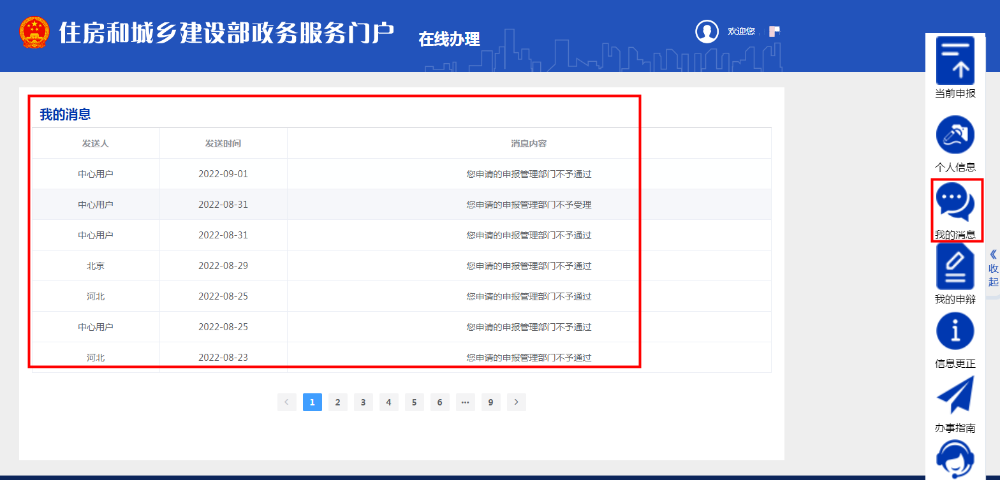 住房和城乡建设部政务服务门户
在线办理
欢迎您
我的消息
发送人 发送时间 消息内容
中心用户 2022-09-01 您申请的申报管理部门不予通过
中心用户 2022-08-31 您申请的申报管理部门不予受理
中心用户 2022-08-31 您申请的申报管理部门不予通过
北京 2022-08-29 您申请的申报管理部门不予通过
河北 2022-08-25 您申请的申报管理部门不予通过
中心用户 2022-08-25 您申请的申报管理部门不予通过
河北 2022-08-23 您申请的申报管理部门不予通过
< 1 2 3 4 5 6 ··· 9 >
当前申报
个人信息
我的消息
我的申辩
信息更正
办事指南
《
收
起